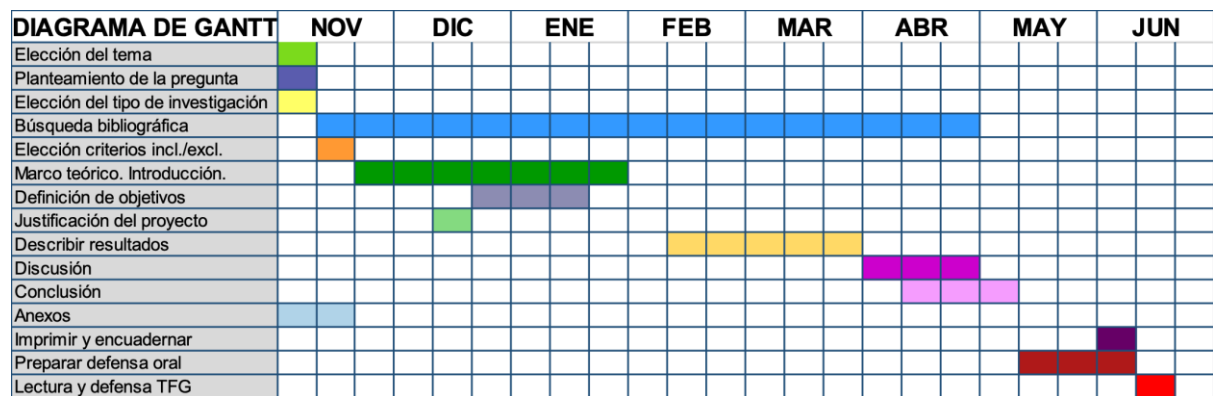 DIAGRAMA DE GANTT NOV DIC ENE FEB MAR ABR MAY JUN
Elección del tema
Planteamiento de la pregunta
Elección del tipo de investigación
Búsqueda bibliográfica
Elección criterios incl./excl.
Marco teórico. Introducción.
Definición de objetivos
Justificación del proyecto
Describir resultados
Discusión
Conclusión
Anexos
Imprimir y encuadernar
Preparar defensa oral
Lectura y defensa TFG